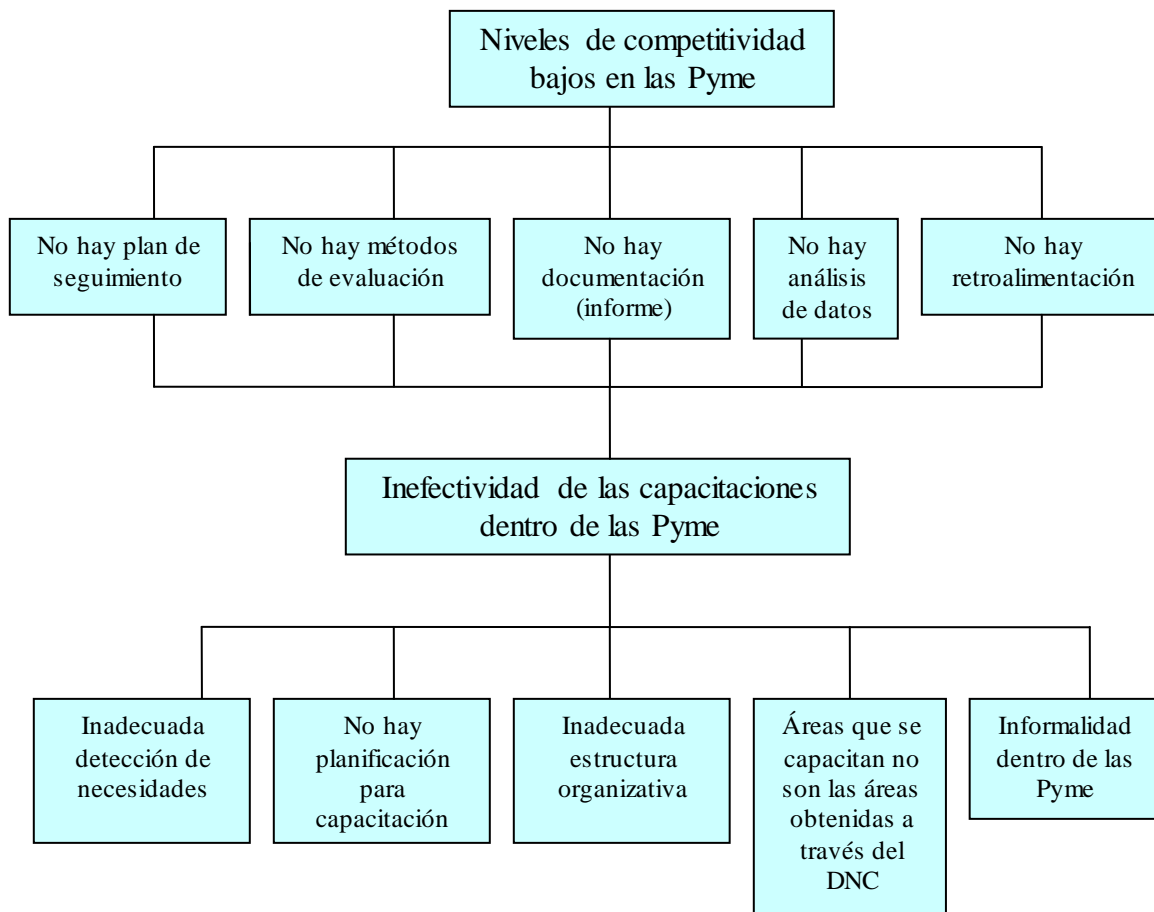 Niveles de competitividad
bajos en las Pyme
No hay plan de
seguimiento
No hay métodos
de evaluación
No hay
documentación
(informe)
No hay
análisis
de datos
No hay
retroalimentación
Inefectividad de las capacitaciones
dentro de las Pyme
Inadecuada
detección de
necesidades
No hay
planificación
para
capacitación
Inadecuada
estructura
organizativa
Áreas que se
capacitan no
son las áreas
obtenidas a
través del
DNC
Informalidad
dentro de las
Pyme